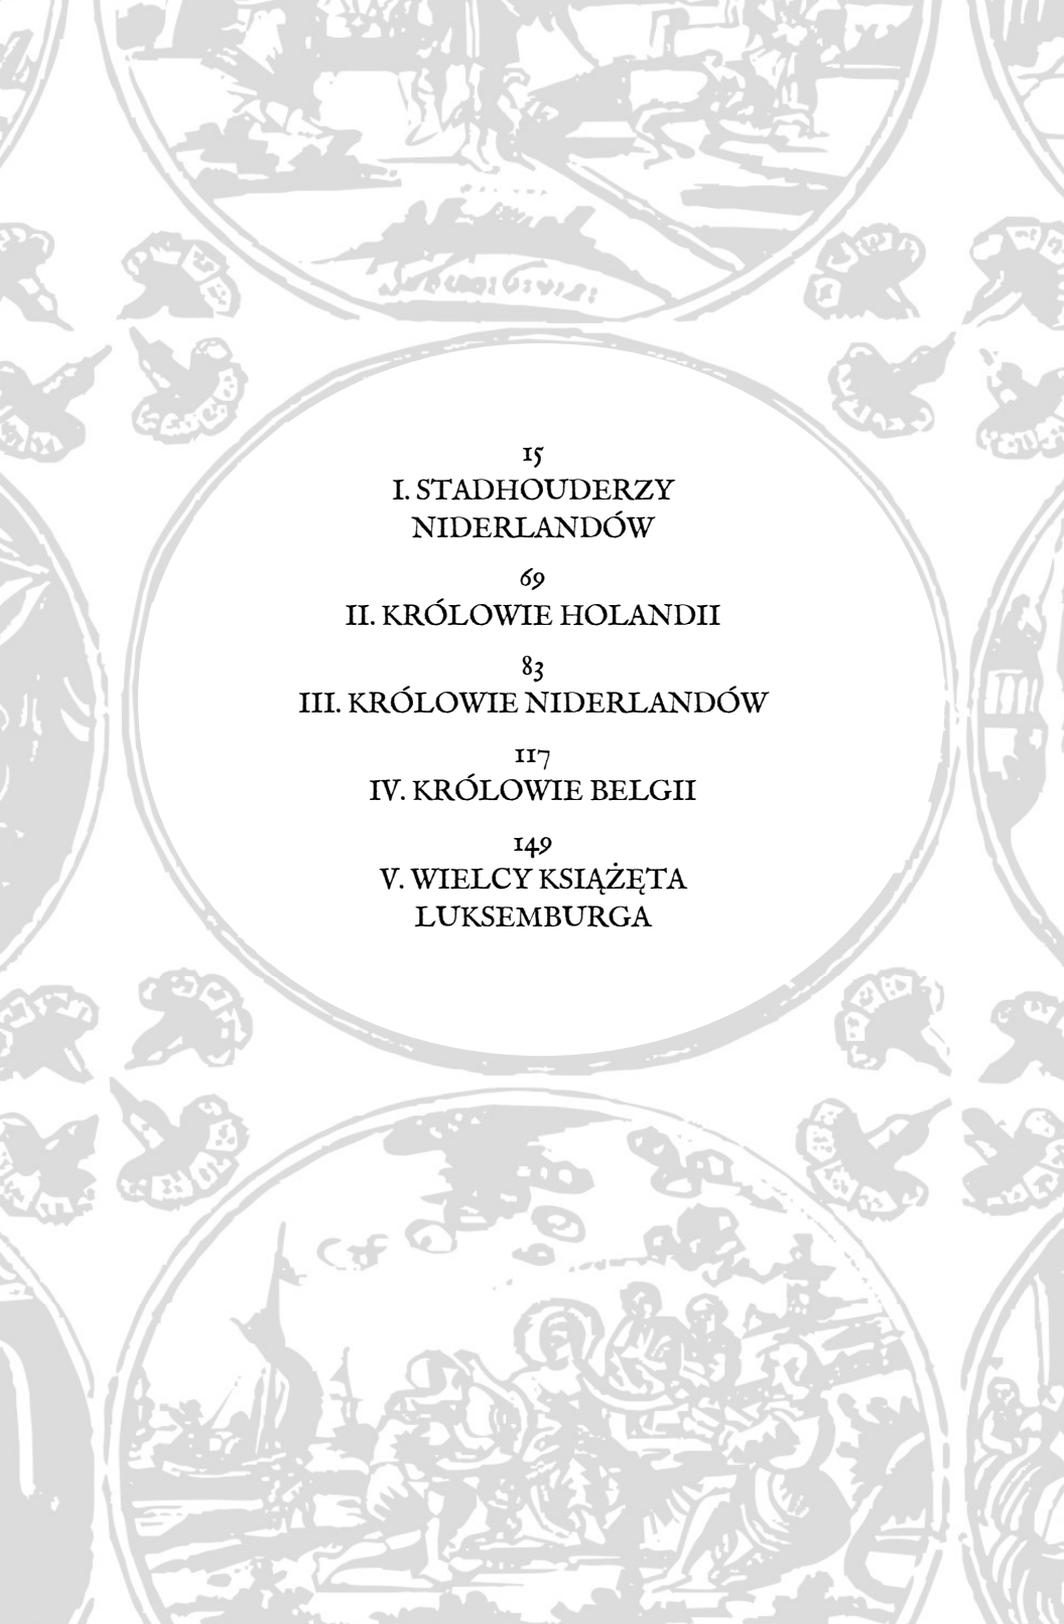 15
I. STADHOUDERZY
NIDERLANDÓW
69
II. KRÓLOWIE HOLANDII
83
III. KRÓLOWIE NIDERLANDÓW
117
IV. KRÓLOWIE BELGII
149
V. WIELCY KSIĄŻĘTA
LUKSEMBURGA